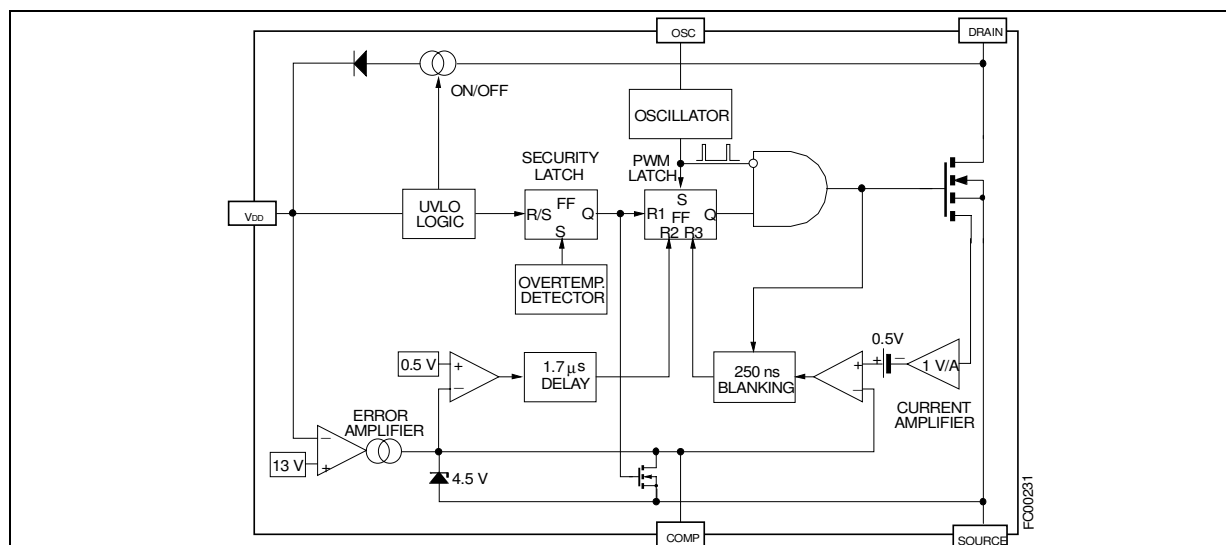 OSC
DRAIN
ON/OFF
OSCILLATOR
SECURITY
LATCH
PWM
LATCH
VDD
UVLO
LOGIC
R/S FF Q
S
S
R1 FF Q
R2 R3
OVERTEMP.
DETECTOR
0.5 V
+
−
1.7 μs
DELAY
250 ns
BLANKING
+
−
0.5V
+ −
1 V/A
CURRENT
AMPLIFIER
ERROR
AMPLIFIER
−
+
13 V
4.5 V
COMP
SOURCE
FC00231